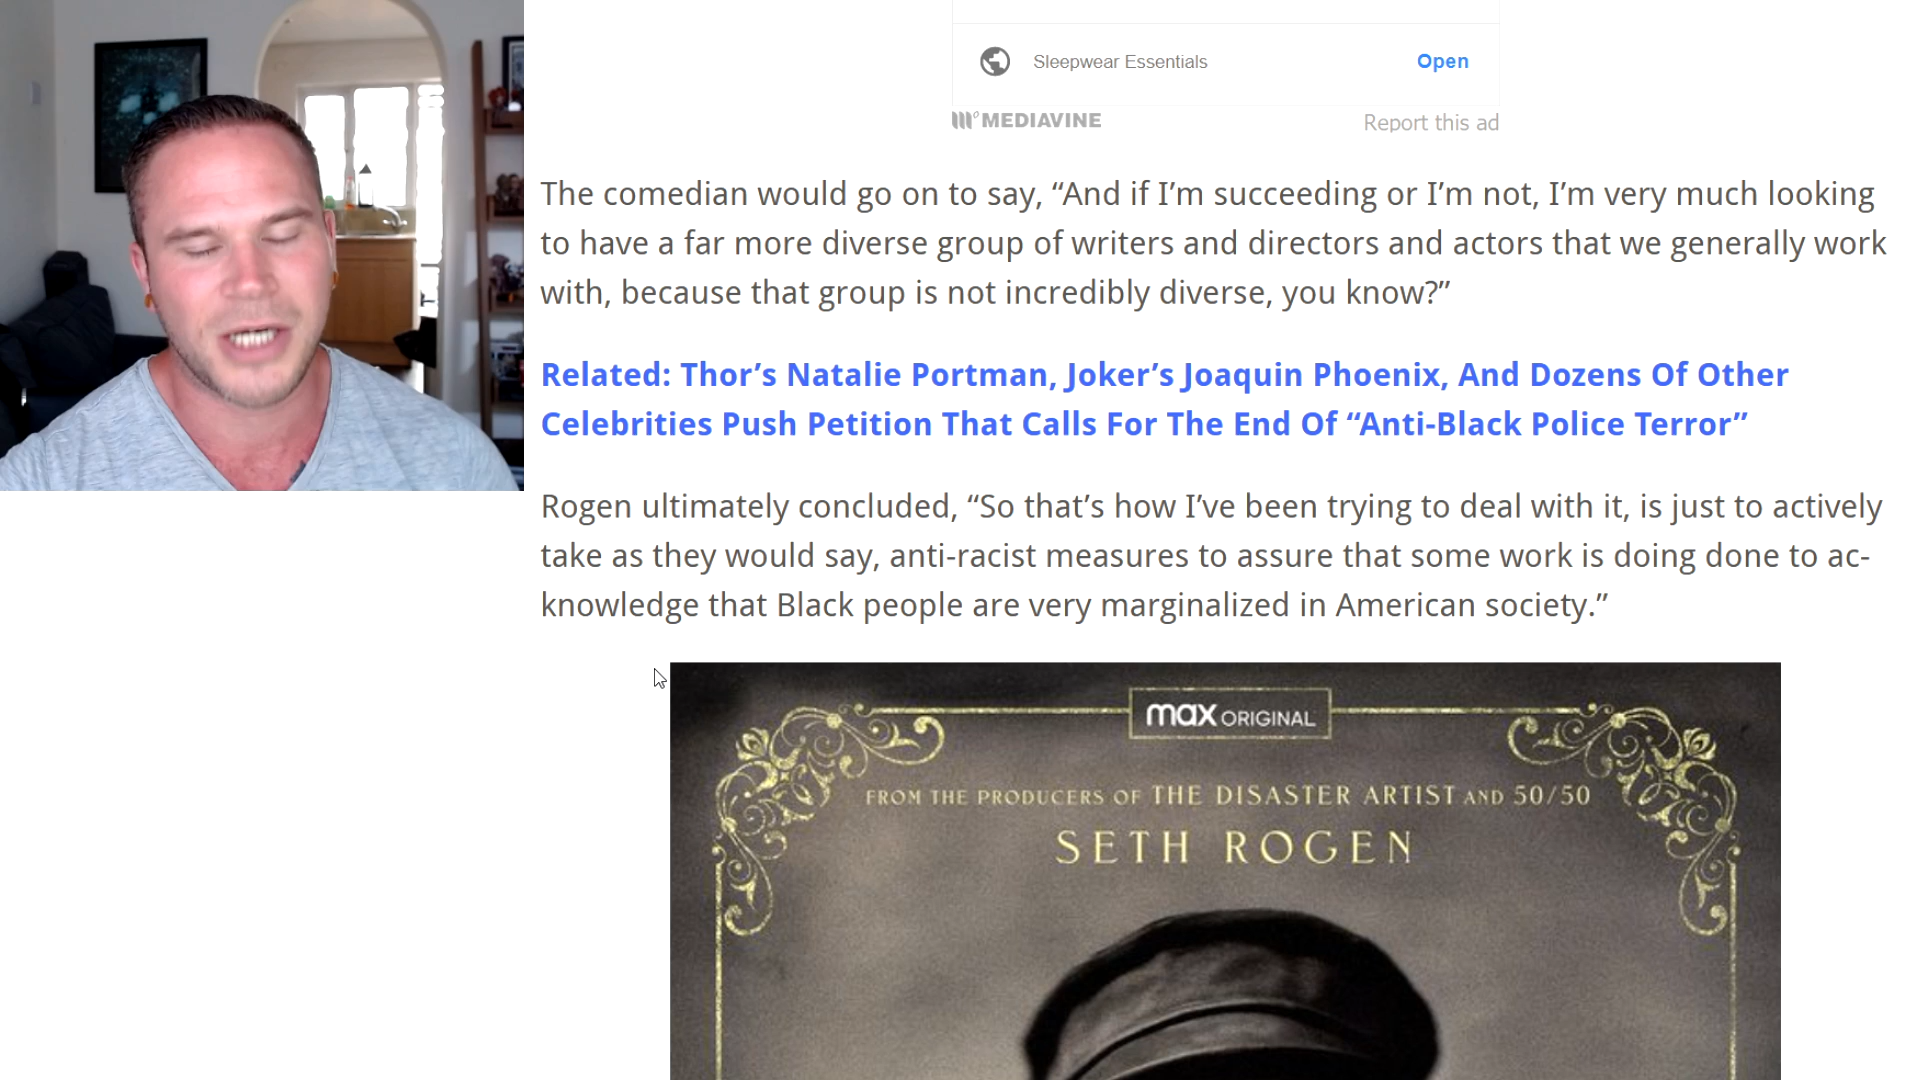 Sleepwear Essentials
Open
MEDIAVINE
Report this ad
The comedian would go on to say, “And if I’m succeeding or I’m not, I’m very much looking
to have a far more diverse group of writers and directors and actors that we generally work
with, because that group is not incredibly diverse, you know?”
Related: Thor’s Natalie Portman, Joker’s Joaquin Phoenix, And Dozens Of Other
Celebrities Push Petition That Calls For The End Of “Anti-Black Police Terror”
Rogen ultimately concluded, “So that’s how I’ve been trying to deal with it, is just to actively
take as they would say, anti-racist measures to assure that some work is doing done to ac-
knowledge that Black people are very marginalized in American society.”
max ORIGINAL
FROM THE PRODUCERS OF THE DISASTER ARTIST AND 50/50
SETH ROGEN